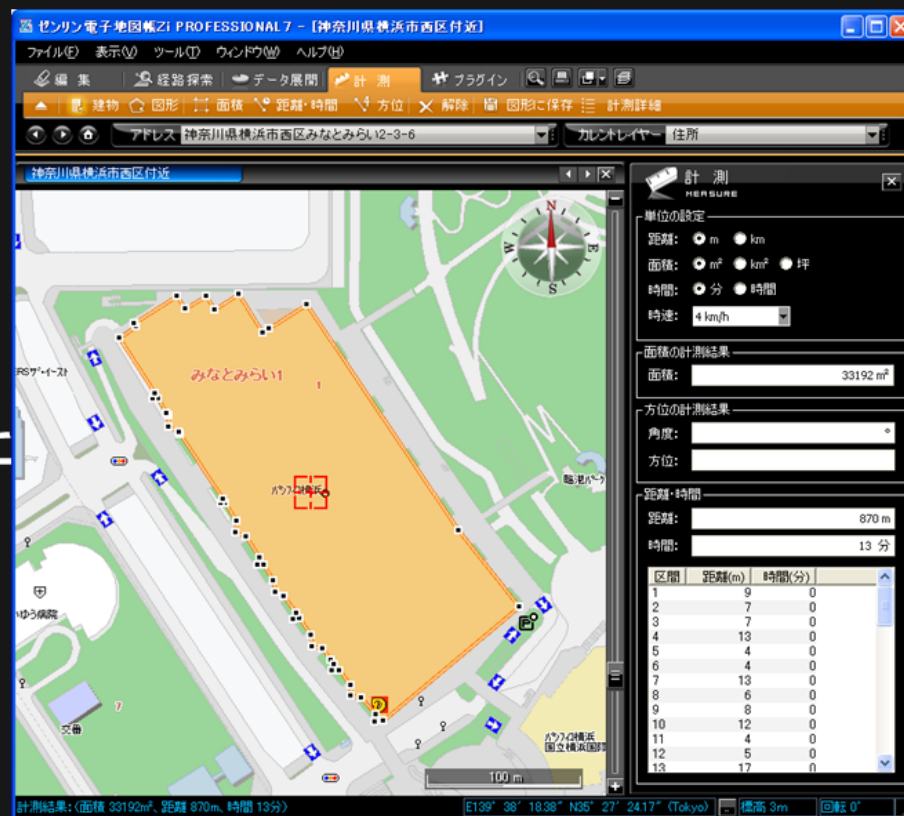 ゼンリン電子地図帳Zi PROFESSIONAL7 - [神奈川県横浜市西区付近]
ファイル(F) 表示(V) ツール(T) ウィンドウ(W) ヘルプ(H)
編 集 経路探索 データ展開 計 測 プラグイン
建物 図形 面積 距離・時間 方位 解除 図形に保存 計測詳細
アドレス 神奈川県横浜市西区みなとみらい2-3-6 カレントレイヤー 住所
神奈川県横浜市西区付近
N
W
E
S
みなとみらい1
1
ERSザ・イースト
パシフィコ横浜
臨港パーク
いゆう病院
P
7
交番
パシフィコ横浜
国立横浜国際
100 m
計 測
MEASURE
単位の設定
距離: m km
面積: m² km² 坪
時間: 分 時間
時速: 4 km/h
面積の計測結果
面積: 33192 m²
方位の計測結果
角度: °
方位:
距離・時間
距離: 870 m
時間: 13 分
区間 距離(m) 時間(分)
1 9 0
2 7 0
3 7 0
4 13 0
5 4 0
6 4 0
7 13 0
8 6 0
9 8 0
10 12 0
11 4 0
12 5 0
13 17 0
計測結果:(面積 33192m²、距離 870m、時間 13分)
E139° 38' 18.38" N35° 27' 24.17" (Tokyo) 標高 3m 回転 0°